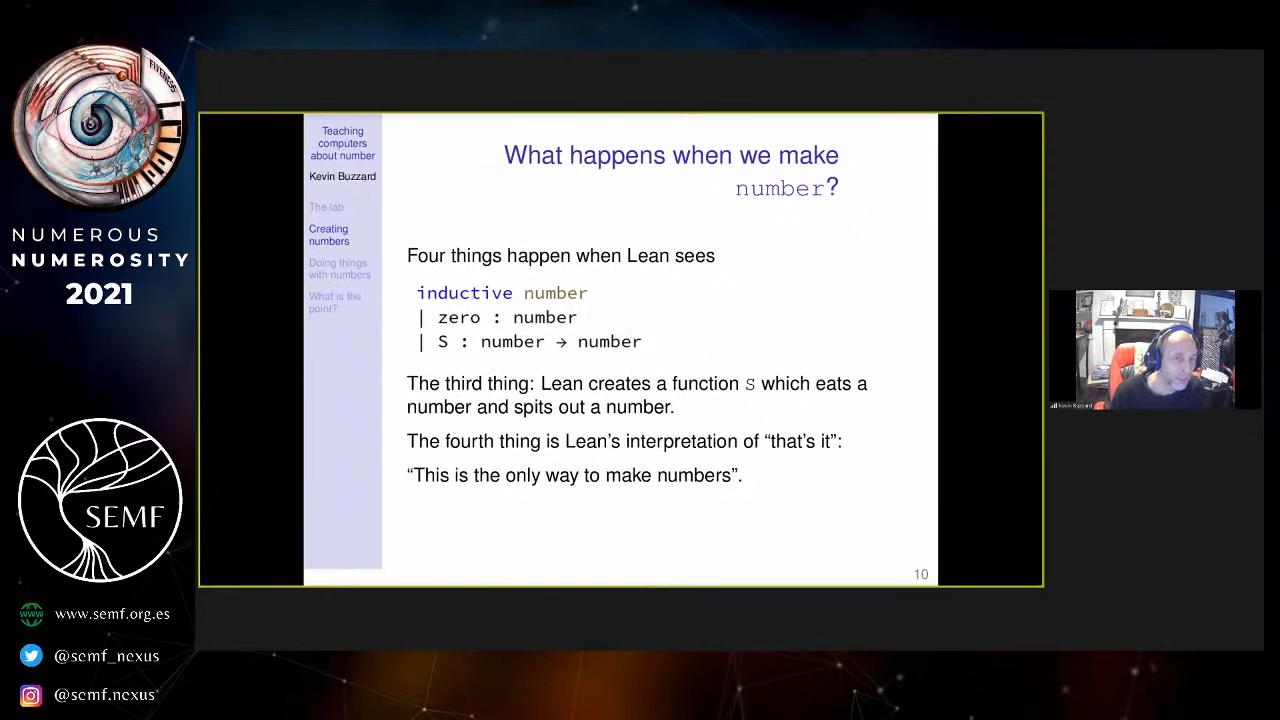 FIVENESS
NUMEROUS
NUMEROSITY
2021
SEMF
www.semf.org.es
@semf_nexus
@semf.nexus
Teaching
computers
about number
Kevin Buzzard
The lab
Creating
numbers
Doing things
with numbers
What is the
point?
What happens when we make
number?
Four things happen when Lean sees
inductive number
| zero : number
| S : number → number
The third thing: Lean creates a function S which eats a
number and spits out a number.
The fourth thing is Lean’s interpretation of “that’s it”:
“This is the only way to make numbers”.
10
Kevin Buzzard